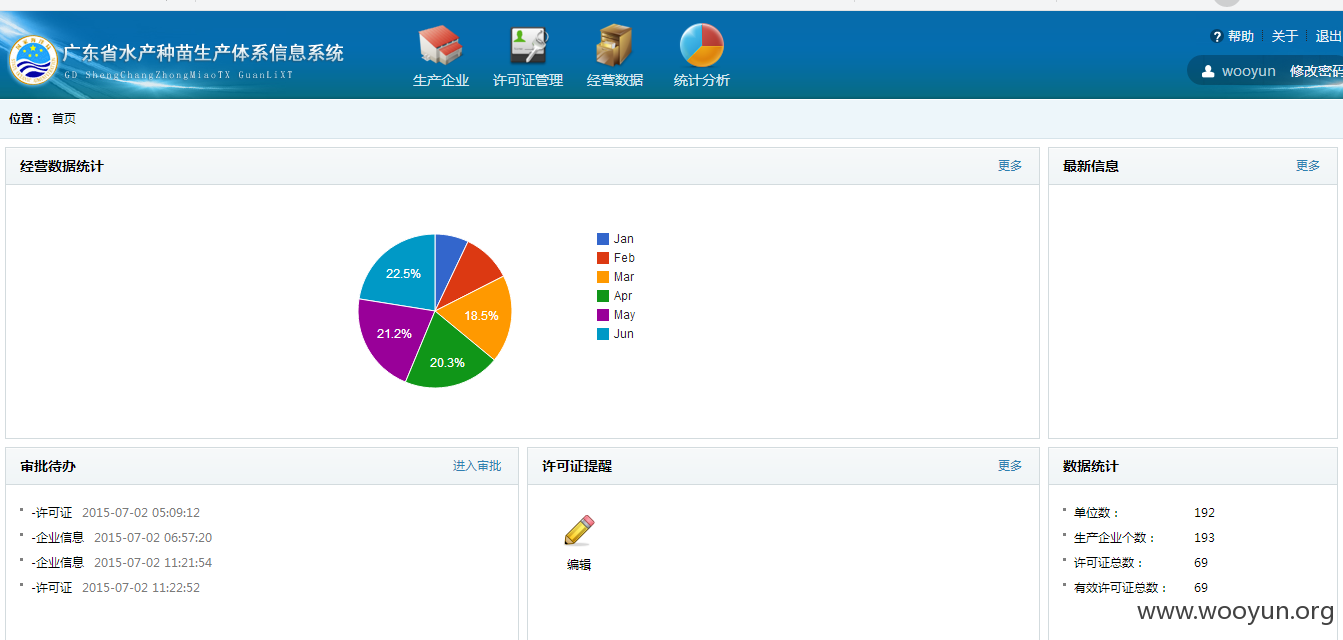 广东省水产种苗生产体系信息系统
GD ShengChangZhongMiaoTX GuanLiXT
生产企业 许可证管理 经营数据 统计分析
帮助 关于 退出
wooyun 修改密码
位置： 首页
经营数据统计 更多
Jan
Feb
Mar
Apr
May
Jun
22.5%
18.5%
21.2%
20.3%
最新信息 更多
审批待办 进入审批
-许可证 2015-07-02 05:09:12
-企业信息 2015-07-02 06:57:20
-企业信息 2015-07-02 11:21:54
-许可证 2015-07-02 11:22:52
许可证提醒 更多
编辑
数据统计
单位数： 192
生产企业个数： 193
许可证总数： 69
有效许可证总数： 69
www.wooyun.org